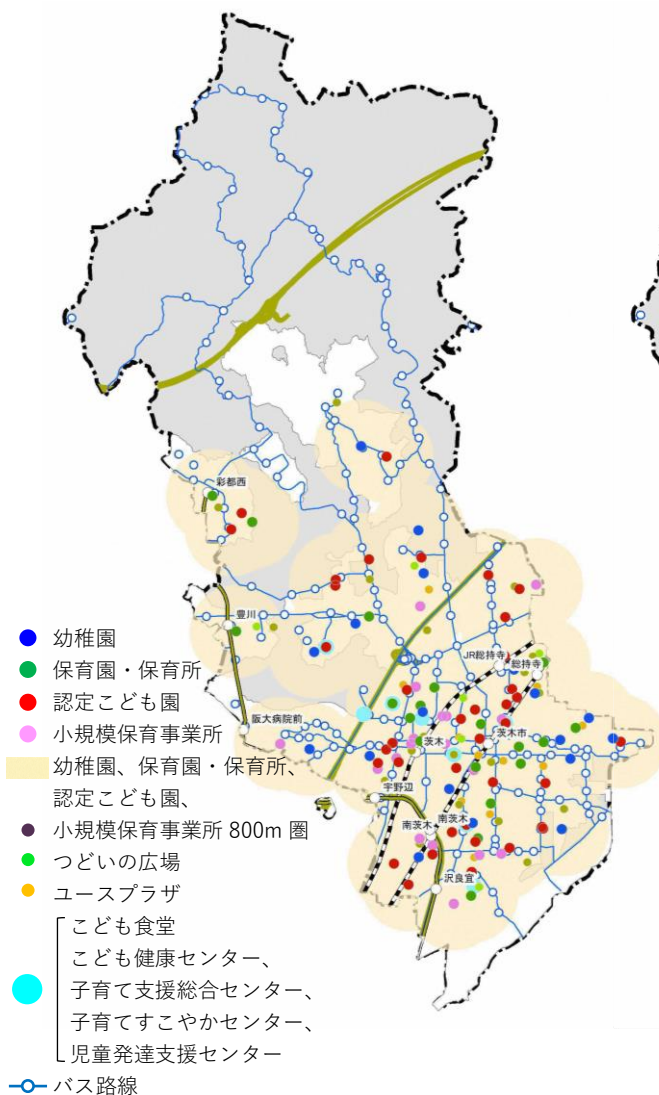 彩都西
豊川
JR総持寺
総持寺
阪大病院前
茨木
茨木市
宇野辺
南茨木
南茨木
沢良宜
幼稚園
保育園・保育所
認定こども園
小規模保育事業所
幼稚園、保育園・保育所、
認定こども園、
小規模保育事業所 800m 圏
つどいの広場
ユースプラザ
こども食堂
こども健康センター、
子育て支援総合センター、
子育てすこやかセンター、
児童発達支援センター
バス路線